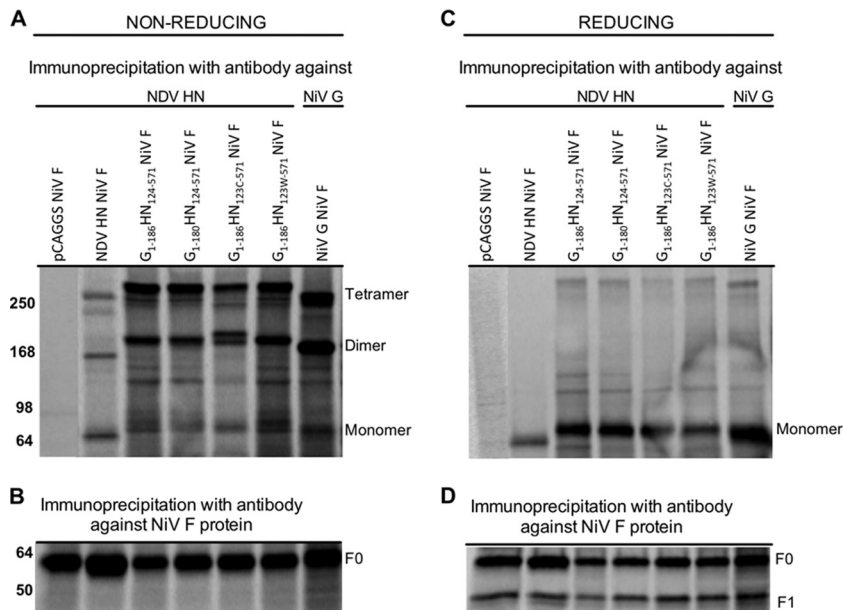 A
NON-REDUCING
Immunoprecipitation with antibody against
NDV HN
NiV G
pCAGGS NiV F
NDV HN NiV F
G1-186HN124-571 NiV F
G1-180HN124-571 NiV F
G1-186HN123C-571 NiV F
G1-186HN123W-571 NiV F
NiV G NiV F
250
168
98
64
Tetramer
Dimer
Monomer
B
Immunoprecipitation with antibody
against NiV F protein
64
50
F0
C
REDUCING
Immunoprecipitation with antibody against
NDV HN
NiV G
pCAGGS NiV F
NDV HN NiV F
G1-186HN124-571 NiV F
G1-180HN124-571 NiV F
G1-186HN123C-571 NiV F
G1-186HN123W-571 NiV F
NiV G NiV F
Monomer
D
Immunoprecipitation with antibody
against NiV F protein
F0
F1